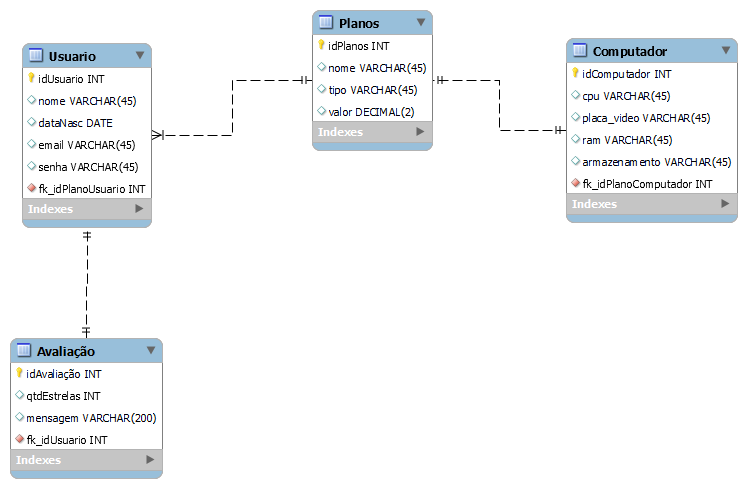 Usuario
idUsuario INT
nome VARCHAR(45)
dataNasc DATE
email VARCHAR(45)
senha VARCHAR(45)
fk_idPlanoUsuario INT
Indexes
Planos
idPlanos INT
nome VARCHAR(45)
tipo VARCHAR(45)
valor DECIMAL(2)
Indexes
Computador
idComputador INT
cpu VARCHAR(45)
placa_video VARCHAR(45)
ram VARCHAR(45)
armazenamento VARCHAR(45)
fk_idPlanoComputador INT
Indexes
Avaliação
idAvaliação INT
qtdEstrelas INT
mensagem VARCHAR(200)
fk_idUsuario INT
Indexes